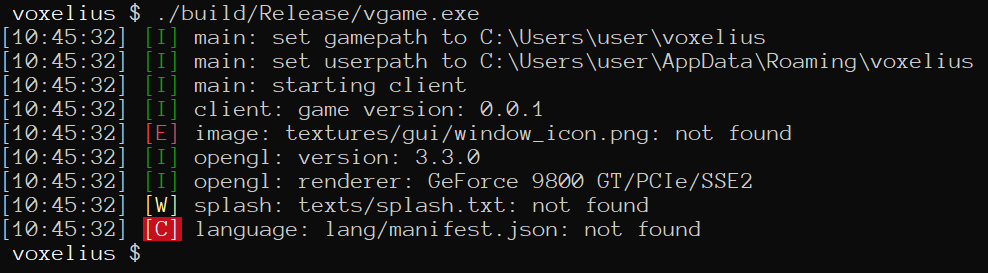 voxelius $ ./build/Release/vgame.exe
[10:45:32] [I] main: set gamepath to C:\Users\user\voxelius
[10:45:32] [I] main: set userpath to C:\Users\user\AppData\Roaming\voxelius
[10:45:32] [I] main: starting client
[10:45:32] [I] client: game version: 0.0.1
[10:45:32] [E] image: textures/gui/window_icon.png: not found
[10:45:32] [I] opengl: version: 3.3.0
[10:45:32] [I] opengl: renderer: GeForce 9800 GT/PCIe/SSE2
[10:45:32] [W] splash: texts/splash.txt: not found
[10:45:32] [C] language: lang/manifest.json: not found
voxelius $